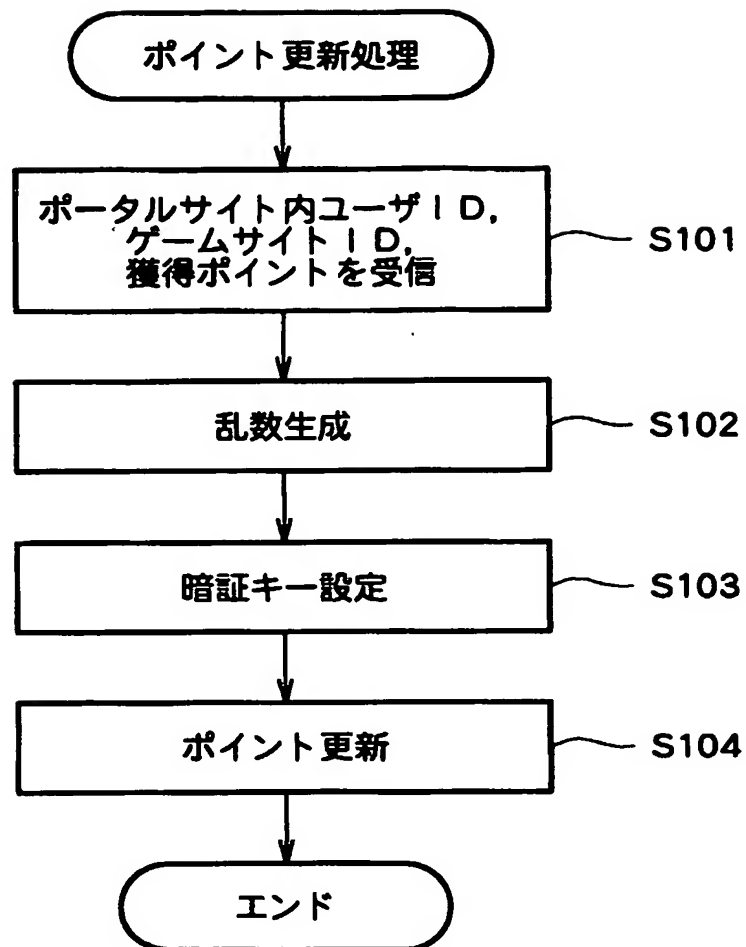 ポイント更新処理
ポータルサイト内ユーザID,
ゲームサイトID,
獲得ポイントを受信
S101
乱数生成
S102
暗証キー設定
S103
ポイント更新
S104
エンド